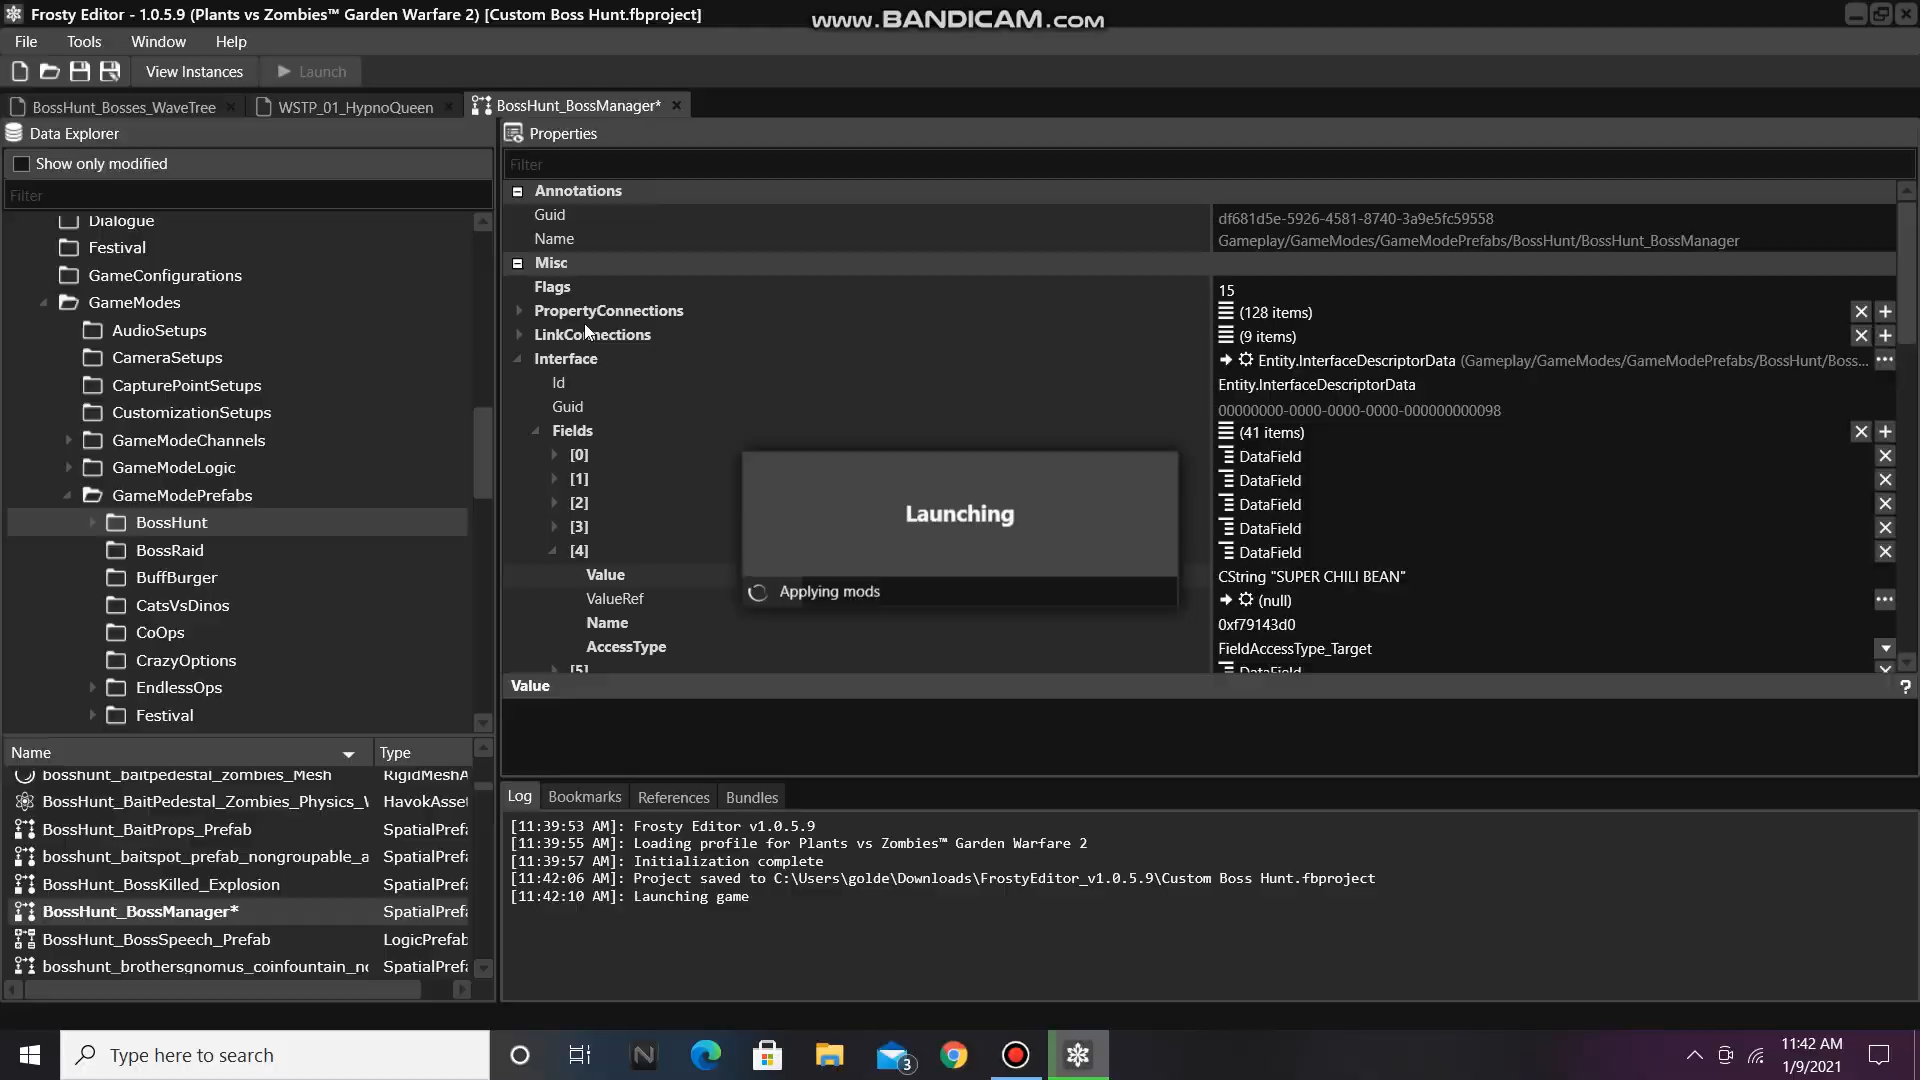 Frosty Editor - 1.0.5.9 (Plants vs Zombies™ Garden Warfare 2) [Custom Boss Hunt.fbproject]
www.BANDICAM.com
File Tools Window Help
View Instances Launch
BossHunt_Bosses_WaveTree WSTP_01_HypnoQueen BossHunt_BossManager*
Data Explorer
Show only modified
Filter
Dialogue
Festival
GameConfigurations
GameModes
AudioSetups
CameraSetups
CapturePointSetups
CustomizationSetups
GameModeChannels
GameModeLogic
GameModePrefabs
BossHunt
BossRaid
BuffBurger
CatsVsDinos
CoOps
CrazyOptions
EndlessOps
Festival
Name Type
bosshunt_baitpedestal_zombies_Mesh RigidMeshA
BossHunt_BaitPedestal_Zombies_Physics_ HavokAsset
BossHunt_BaitProps_Prefab SpatialPrefa
bosshunt_baitspot_prefab_nongroupable_a SpatialPrefa
BossHunt_BossKilled_Explosion SpatialPrefa
BossHunt_BossManager* SpatialPrefa
BossHunt_BossSpeech_Prefab LogicPrefab
bosshunt_brothersgnomus_coinfountain_no SpatialPrefa
Properties
Filter
Annotations
Guid df681d5e-5926-4581-8740-3a9e5fc59558
Name Gameplay/GameModes/GameModePrefabs/BossHunt/BossHunt_BossManager
Misc
Flags 15
PropertyConnections (128 items)
LinkConnections (9 items)
Interface Entity.InterfaceDescriptorData (Gameplay/GameModes/GameModePrefabs/BossHunt/Boss...
Id Entity.InterfaceDescriptorData
Guid 00000000-0000-0000-0000-000000000098
Fields (41 items)
[0] DataField
[1] DataField
[2] DataField
[3] DataField
[4] DataField
Value CString "SUPER CHILI BEAN"
ValueRef (null)
Name 0xf79143d0
AccessType FieldAccessType_Target
[5] DataField
Launching
Applying mods
Value
?
Log Bookmarks References Bundles
[11:39:53 AM]: Frosty Editor v1.0.5.9
[11:39:55 AM]: Loading profile for Plants vs Zombies™ Garden Warfare 2
[11:39:57 AM]: Initialization complete
[11:42:06 AM]: Project saved to C:\Users\golde\Downloads\FrostyEditor_v1.0.5.9\Custom Boss Hunt.fbproject
[11:42:10 AM]: Launching game
Type here to search
N
3
11:42 AM
1/9/2021